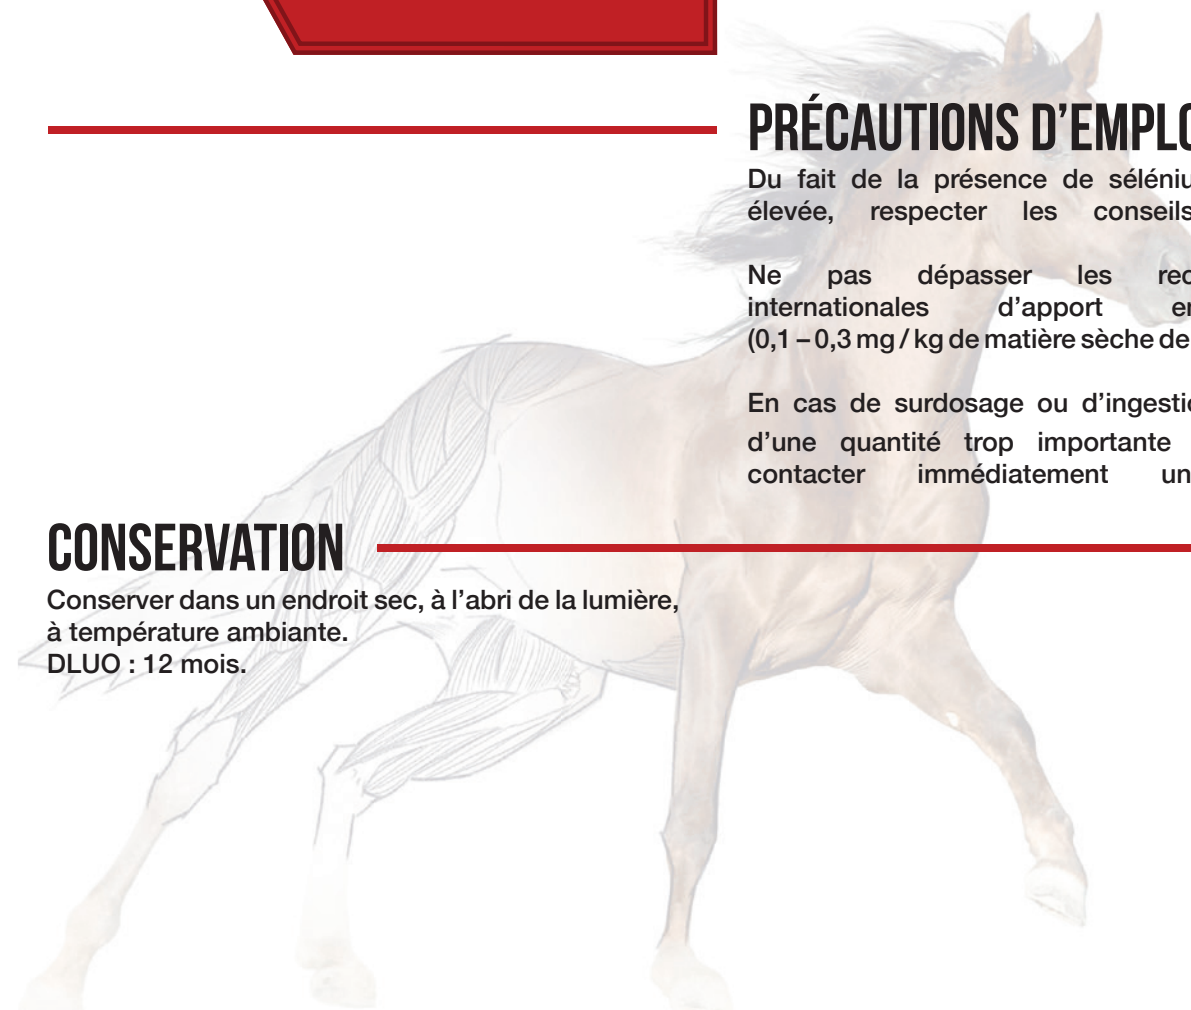 PRÉCAUTIONS D'EMPLO
Du fait de la présence de séléniu
élevée, respecter les conseils
Ne pas dépasser les rec
internationales d'apport en
(0,1 – 0,3 mg / kg de matière sèche de
En cas de surdosage ou d'ingestio
d'une quantité trop importante
contacter immédiatement un
CONSERVATION
Conserver dans un endroit sec, à l'abri de la lumière,
à température ambiante.
DLUO : 12 mois.